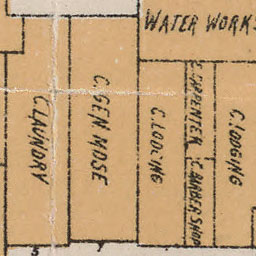 WATER WORKS
C. LAUNDRY
C. GEN. MDSE
C. LODGING
C. CARPENTER
C. BARBER SHOP
C. LODGING